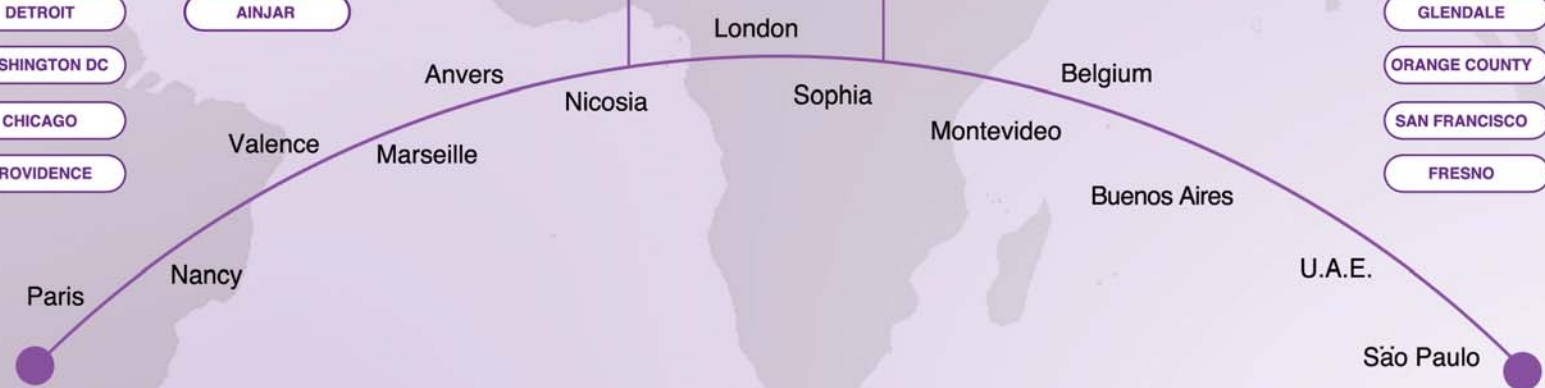 DETROIT
AINJAR
GLENDALE
London
SHINGTON DC
ORANGE COUNTY
Anvers
Belgium
Nicosia
Sophia
CHICAGO
SAN FRANCISCO
Valence
Montevideo
Marseille
ROVIDENCE
FRESNO
Buenos Aires
Nancy
U.A.E.
Paris
Säo Paulo